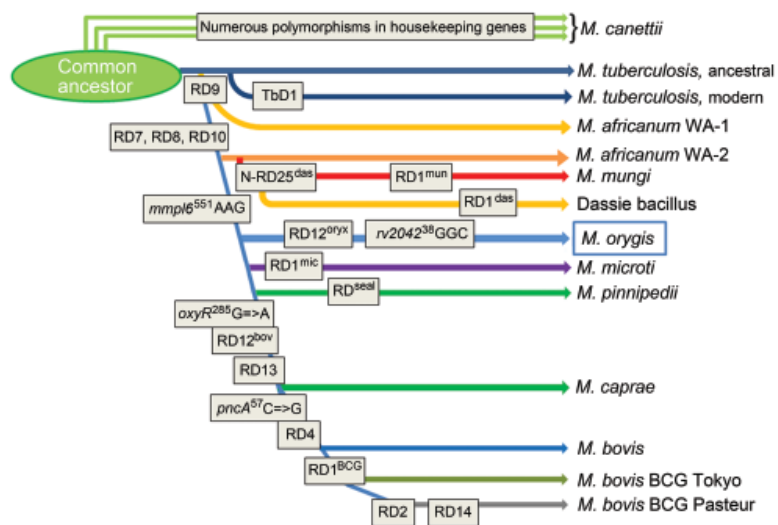 Numerous polymorphisms in housekeeping genes
M. canettii
Common
ancestor
M. tuberculosis, ancestral
RD9
TbD1
M. tuberculosis, modern
M. africanum WA-1
RD7, RD8, RD10
M. africanum WA-2
N-RD25das
RD1mun
M. mungi
RD1das
Dassie bacillus
mmpl6551AAG
RD12oryx
rv204238GGC
M. orygis
RD1mic
M. microti
RDseal
M. pinnipedii
oxyR285G=>A
RD12bov
RD13
M. caprae
pncA57C=>G
RD4
M. bovis
RD1BCG
M. bovis BCG Tokyo
RD2
RD14
M. bovis BCG Pasteur